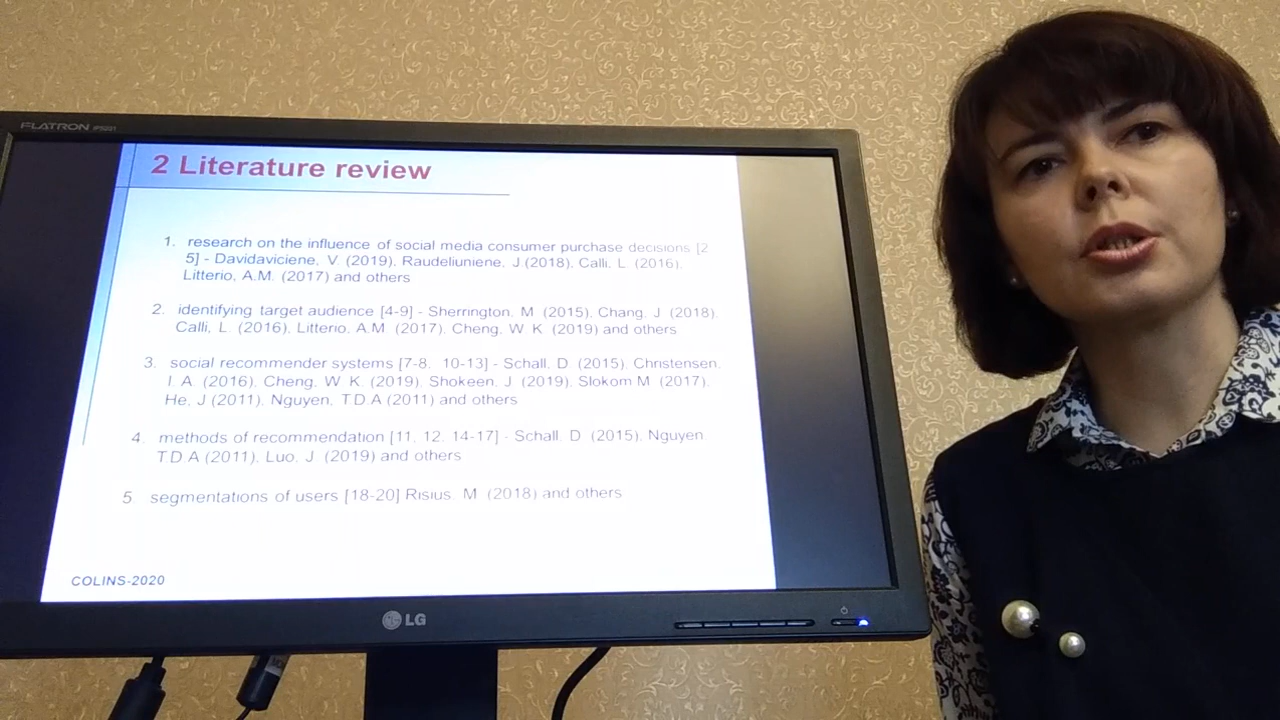 FLATRON IPS231
2 Literature review
1. research on the influence of social media consumer purchase decisions [2
5] - Davidaviciene, V. (2019), Raudeliuniene, J.(2018), Calli, L. (2016),
Litterio, A.M. (2017) and others
2. identifying target audience [4-9] - Sherrington, M (2015), Chang, J (2018),
Calli, L. (2016), Litterio, A.M (2017), Cheng, W K (2019) and others
3. social recommender systems [7-8, 10-13] - Schall, D (2015), Christensen,
I. A (2016), Cheng, W K. (2019), Shokeen, J (2019), Slokom M (2017),
He, J (2011), Nguyen, T.D.A (2011) and others
4. methods of recommendation [11, 12, 14-17] - Schall, D (2015), Nguyen
T.D A (2011), Luo, J (2019) and others
5. segmentations of users [18-20] Risius, M (2018) and others
COLINS-2020
LG